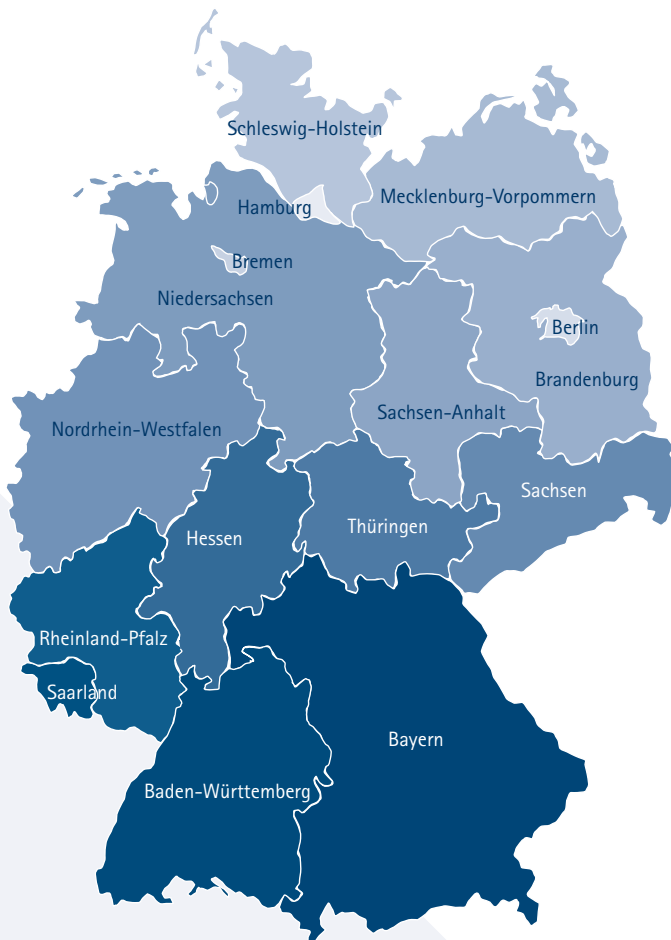 Schleswig-Holstein
Mecklenburg-Vorpommern
Hamburg
Bremen
Niedersachsen
Berlin
Brandenburg
Sachsen-Anhalt
Nordrhein-Westfalen
Sachsen
Thüringen
Hessen
Rheinland-Pfalz
Saarland
Bayern
Baden-Württemberg